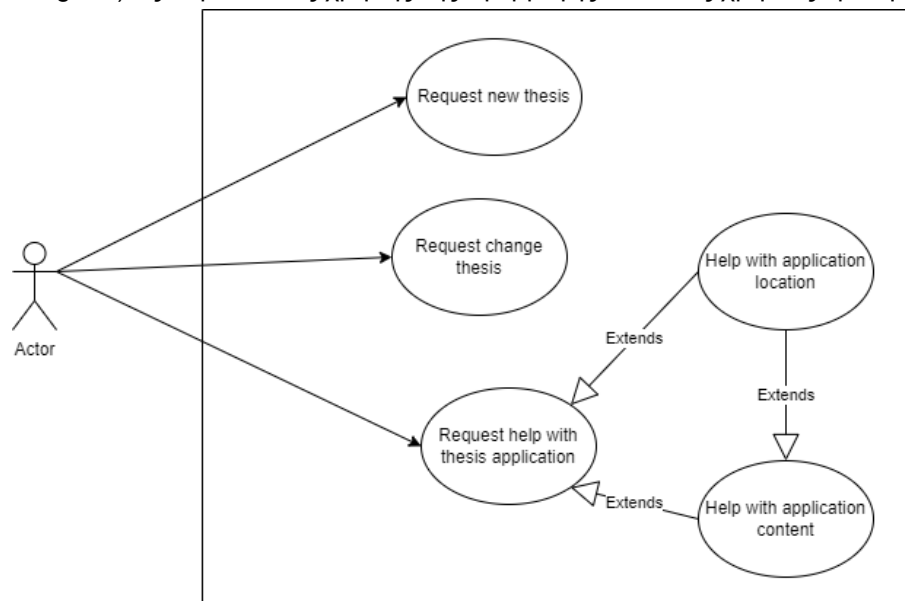 Request new thesis
Request change
thesis
Help with application
location
Actor
Extends
Extends
Request help with
thesis application
Extends
Help with application
content